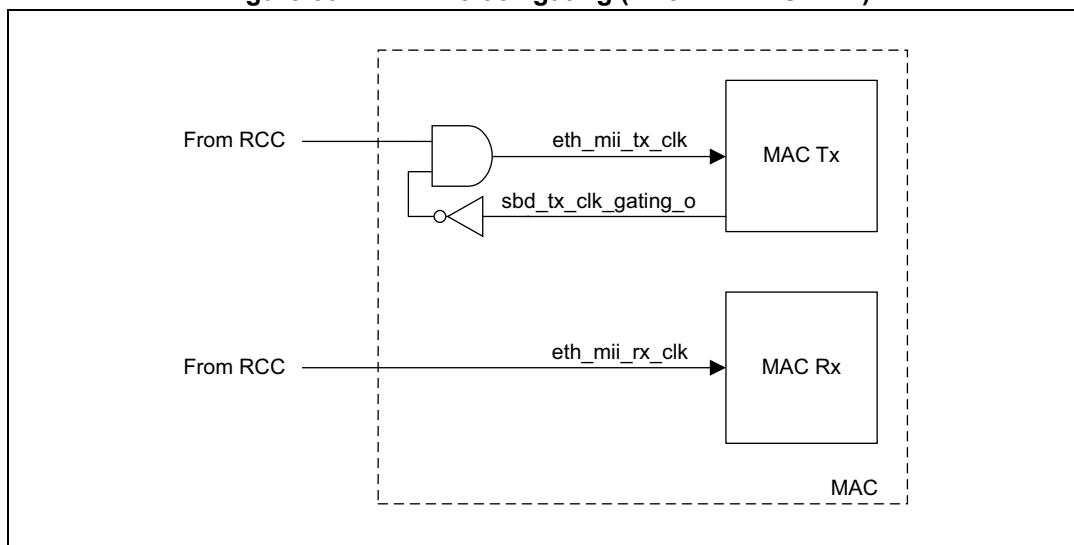 From RCC
eth_mii_tx_clk
MAC Tx
sbd_tx_clk_gating_o
From RCC
eth_mii_rx_clk
MAC Rx
MAC